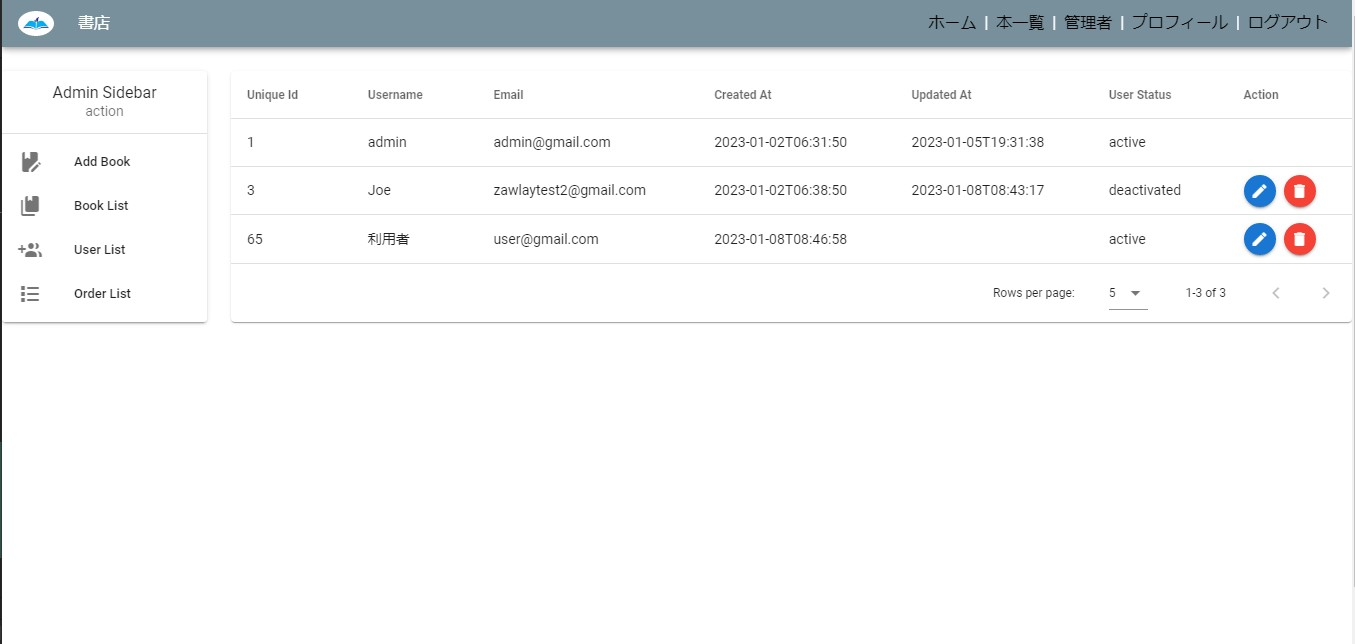 書店
ホーム | 本一覧 | 管理者 | プロフィール | ログアウト
Admin Sidebar
action
Add Book
Book List
User List
Order List
Unique Id Username Email Created At Updated At User Status Action
1 admin admin@gmail.com 2023-01-02T06:31:50 2023-01-05T19:31:38 active
3 Joe zawlaytest2@gmail.com 2023-01-02T06:38:50 2023-01-08T08:43:17 deactivated
65 利用者 user@gmail.com 2023-01-08T08:46:58 active
Rows per page: 5 1-3 of 3